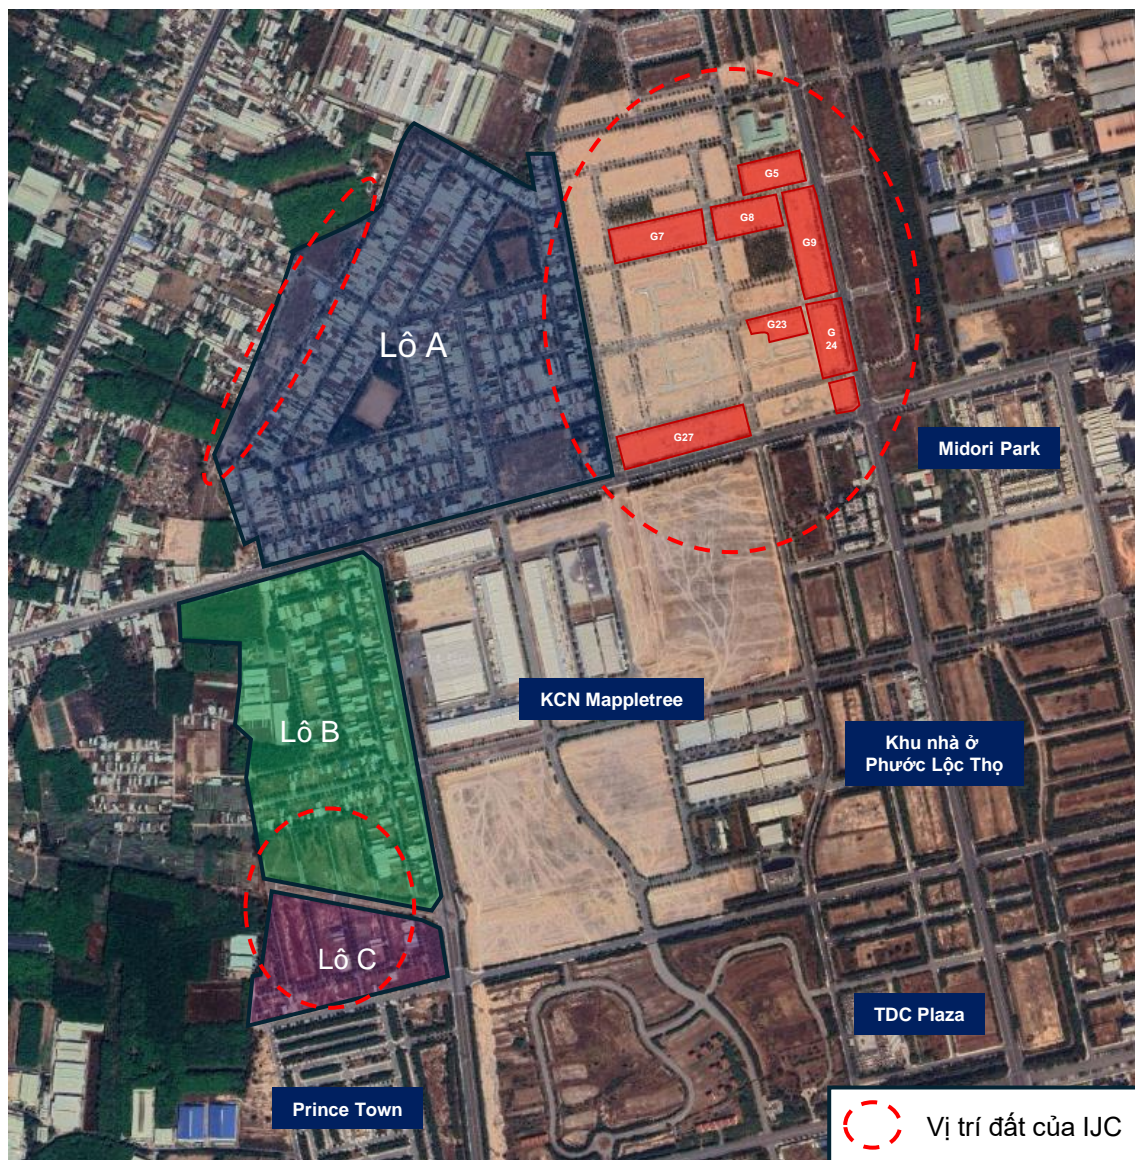 G5
G8
G7
G9
G23
G
24
G27
Lô A
Midori Park
KCN Mappletree
Lô B
Khu nhà ở
Phước Lộc Thọ
Lô C
TDC Plaza
Prince Town
Vị trí đất của IJC